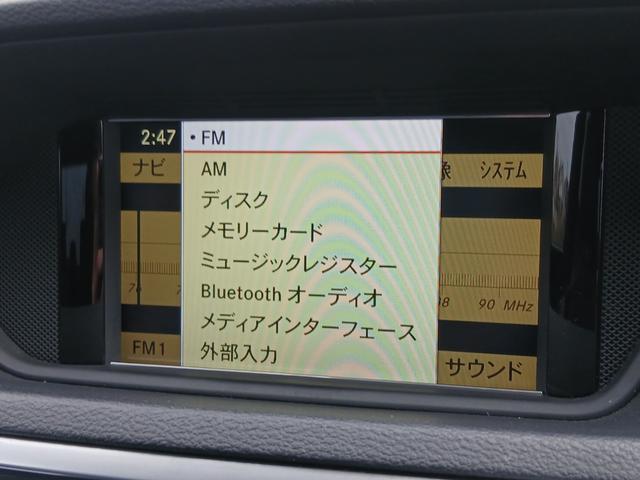 2:47
• FM
ナビ
AM
システム
ディスク
メモリーカード
ミュージックレジスター
Bluetooth オーディオ
90 MHz
メディアインターフェース
FM1
外部入力
サウンド